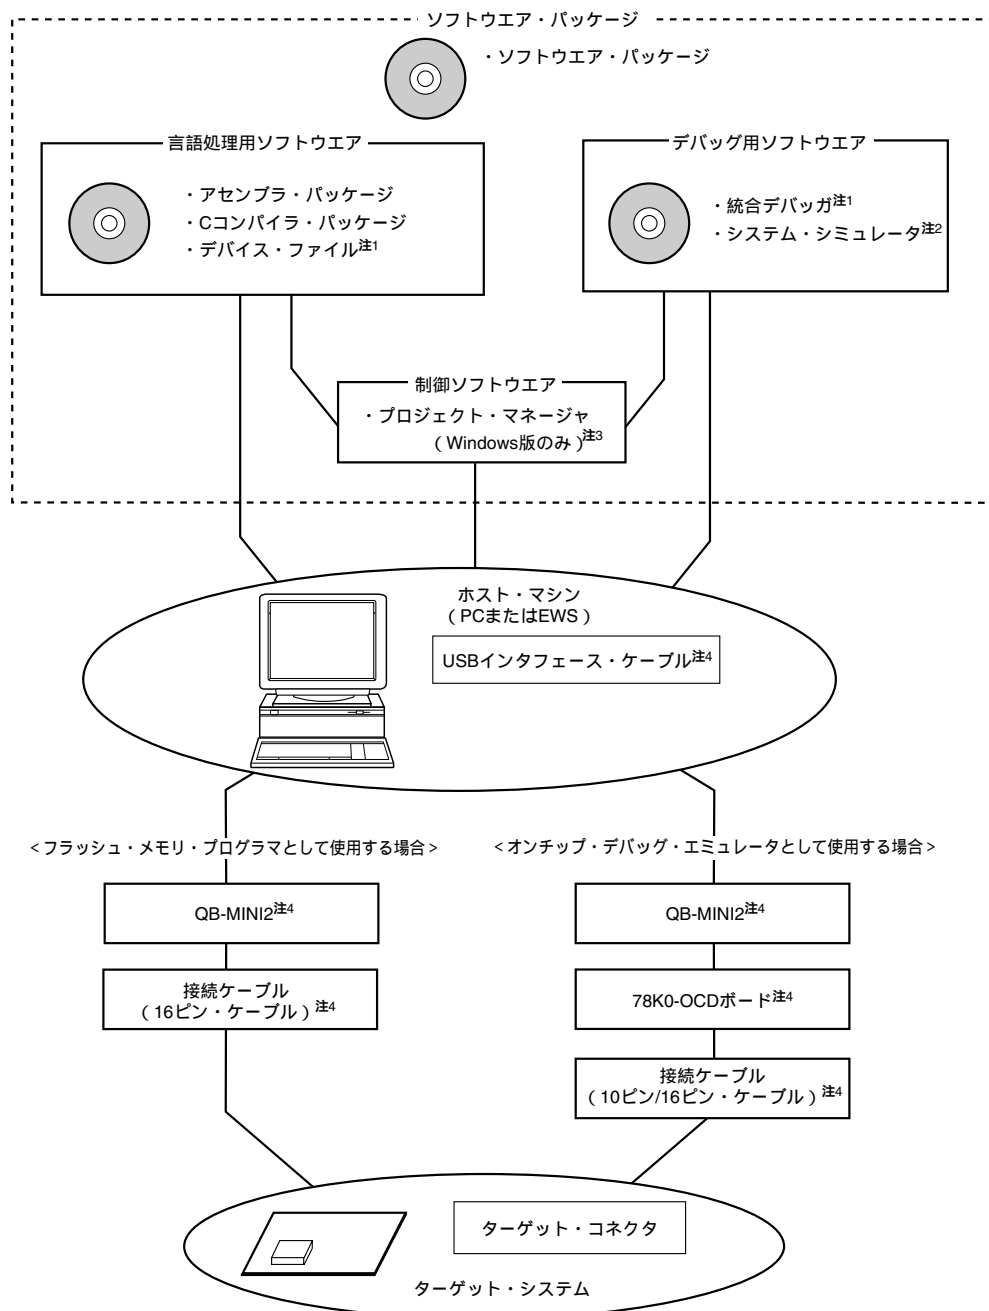 ソフトウエア・パッケージ
・ソフトウエア・パッケージ
言語処理用ソフトウエア
・アセンブラ・パッケージ
・Cコンパイラ・パッケージ
・デバイス・ファイル注1
デバッグ用ソフトウエア
・統合デバッガ注1
・システム・シミュレータ注2
制御ソフトウエア
・プロジェクト・マネージャ
（Windows版のみ）注3
ホスト・マシン
（PCまたはEWS）
USBインタフェース・ケーブル注4
＜フラッシュ・メモリ・プログラマとして使用する場合＞
QB-MINI2注4
接続ケーブル
（16ピン・ケーブル）注4
＜オンチップ・デバッグ・エミュレータとして使用する場合＞
QB-MINI2注4
78K0-OCDボード注4
接続ケーブル
（10ピン/16ピン・ケーブル）注4
ターゲット・コネクタ
ターゲット・システム